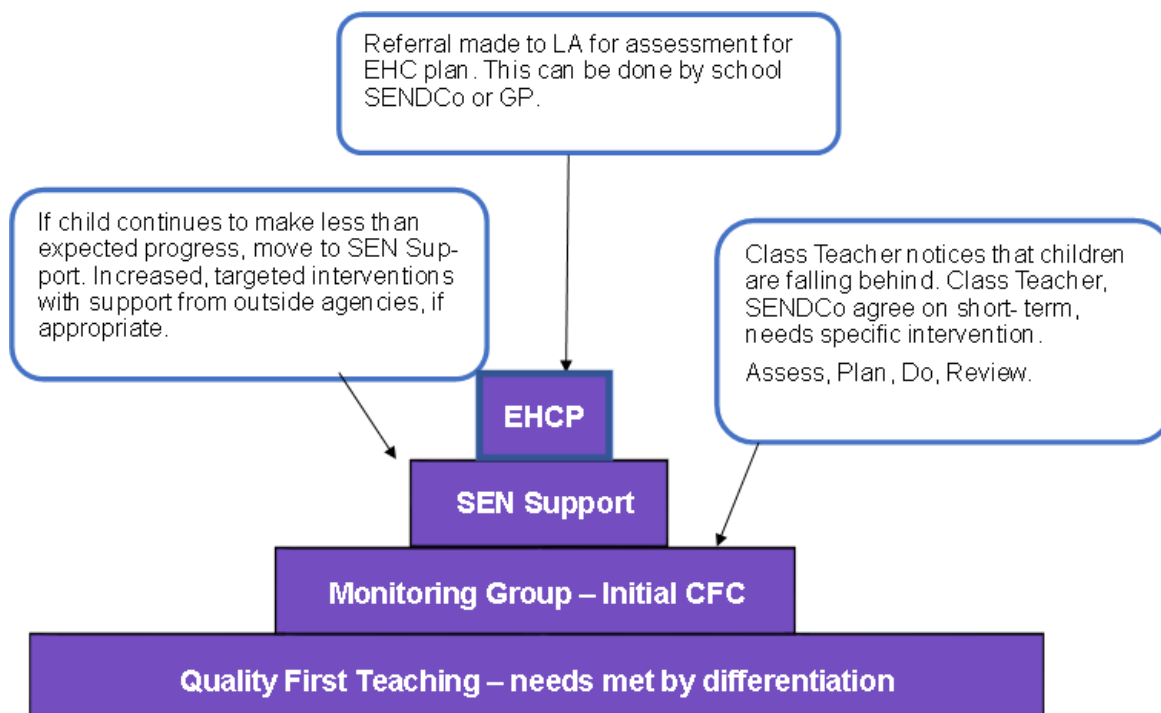 Referral made to LA for assessment for
EHC plan. This can be done by school
SENDCo or GP.
If child continues to make less than
expected progress, move to SEN Sup-
port. Increased, targeted interventions
with support from outside agencies, if
appropriate.
Class Teacher notices that children
are falling behind. Class Teacher,
SENDCo agree on short- term,
needs specific intervention.
Assess, Plan, Do, Review.
EHCP
SEN Support
Monitoring Group – Initial CFC
Quality First Teaching – needs met by differentiation